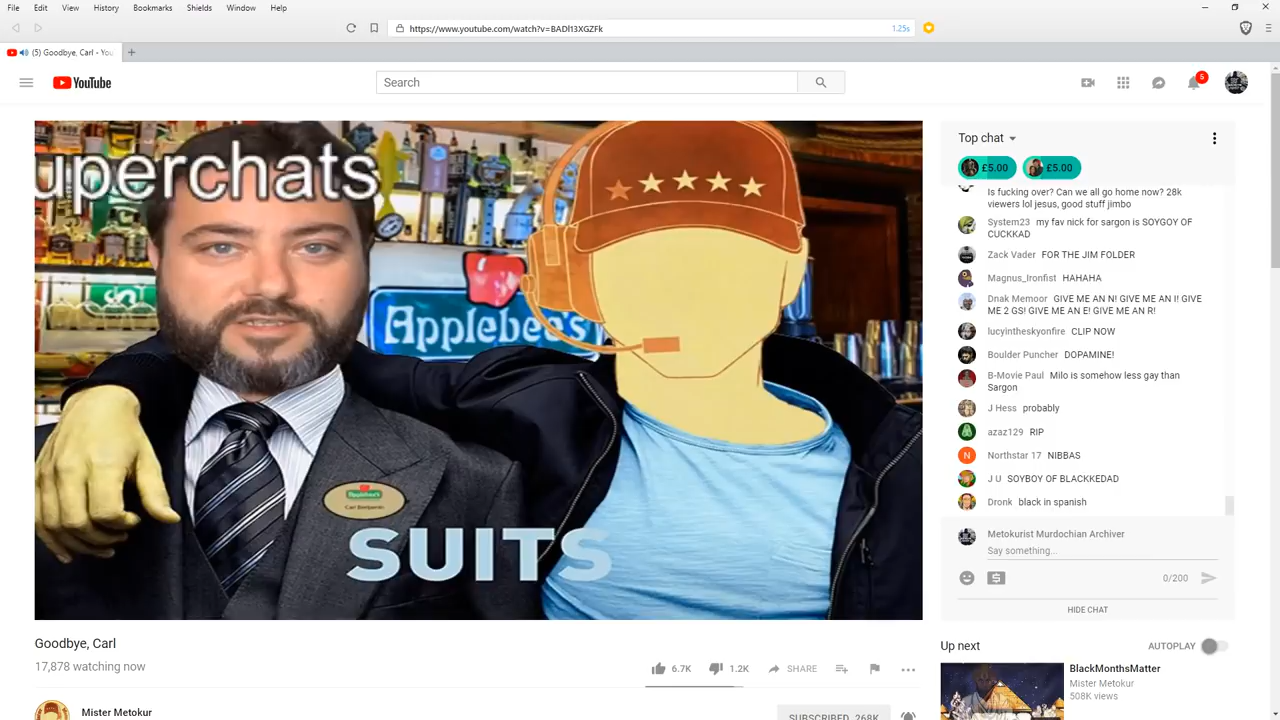 File Edit View History Bookmarks Shields Window Help
https://www.youtube.com/watch?v=BADl13XGZFk
1.25s
(5) Goodbye, Carl - You
YouTube
Search
5
uperchats
Applebee's
Applebee's
Carl Benjamin
SUITS
Top chat
£5.00
£5.00
Is fucking over? Can we all go home now? 28k
viewers lol jesus, good stuff jimbo
System23 my fav nick for sargon is SOYGOY OF
CUCKKAD
Zack Vader FOR THE JIM FOLDER
Magnus_Ironfist HAHAHA
Dnak Memoor GIVE ME AN N! GIVE ME AN I! GIVE
ME 2 GS! GIVE ME AN E! GIVE ME AN R!
lucyintheskyonfire CLIP NOW
Boulder Puncher DOPAMINE!
B-Movie Paul Milo is somehow less gay than
Sargon
J Hess probably
azaz129 RIP
N
Northstar 17 NIBBAS
J U SOYBOY OF BLACKKEDAD
Dronk black in spanish
Metokurist Murdochian Archiver
Say something...
0/200
HIDE CHAT
Goodbye, Carl
17,878 watching now
6.7K 1.2K SHARE
Mister Metokur
SUBSCRIBED 268K
Up next
AUTOPLAY
BlackMonthsMatter
Mister Metokur
508K views